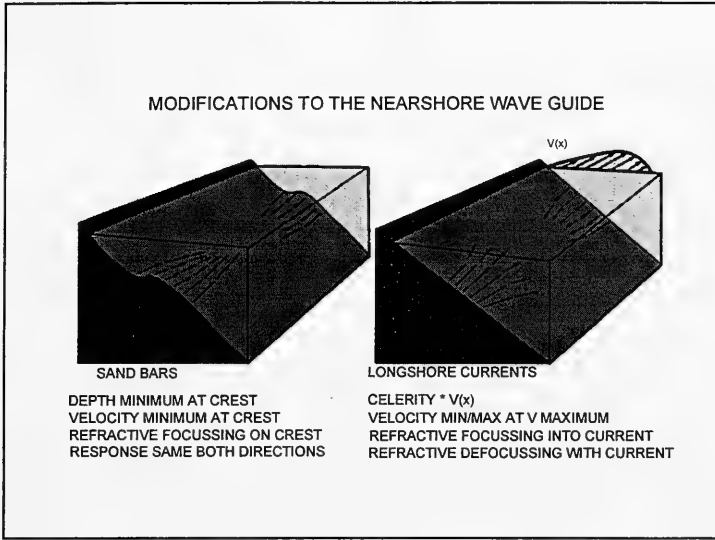 MODIFICATIONS TO THE NEARSHORE WAVE GUIDE
V(x)
SAND BARS
DEPTH MINIMUM AT CREST
VELOCITY MINIMUM AT CREST
REFRACTIVE FOCUSSING ON CREST
RESPONSE SAME BOTH DIRECTIONS
LONGSHORE CURRENTS
CELERITY * V(x)
VELOCITY MIN/MAX AT V MAXIMUM
REFRACTIVE FOCUSSING INTO CURRENT
REFRACTIVE DEFOCUSSING WITH CURRENT